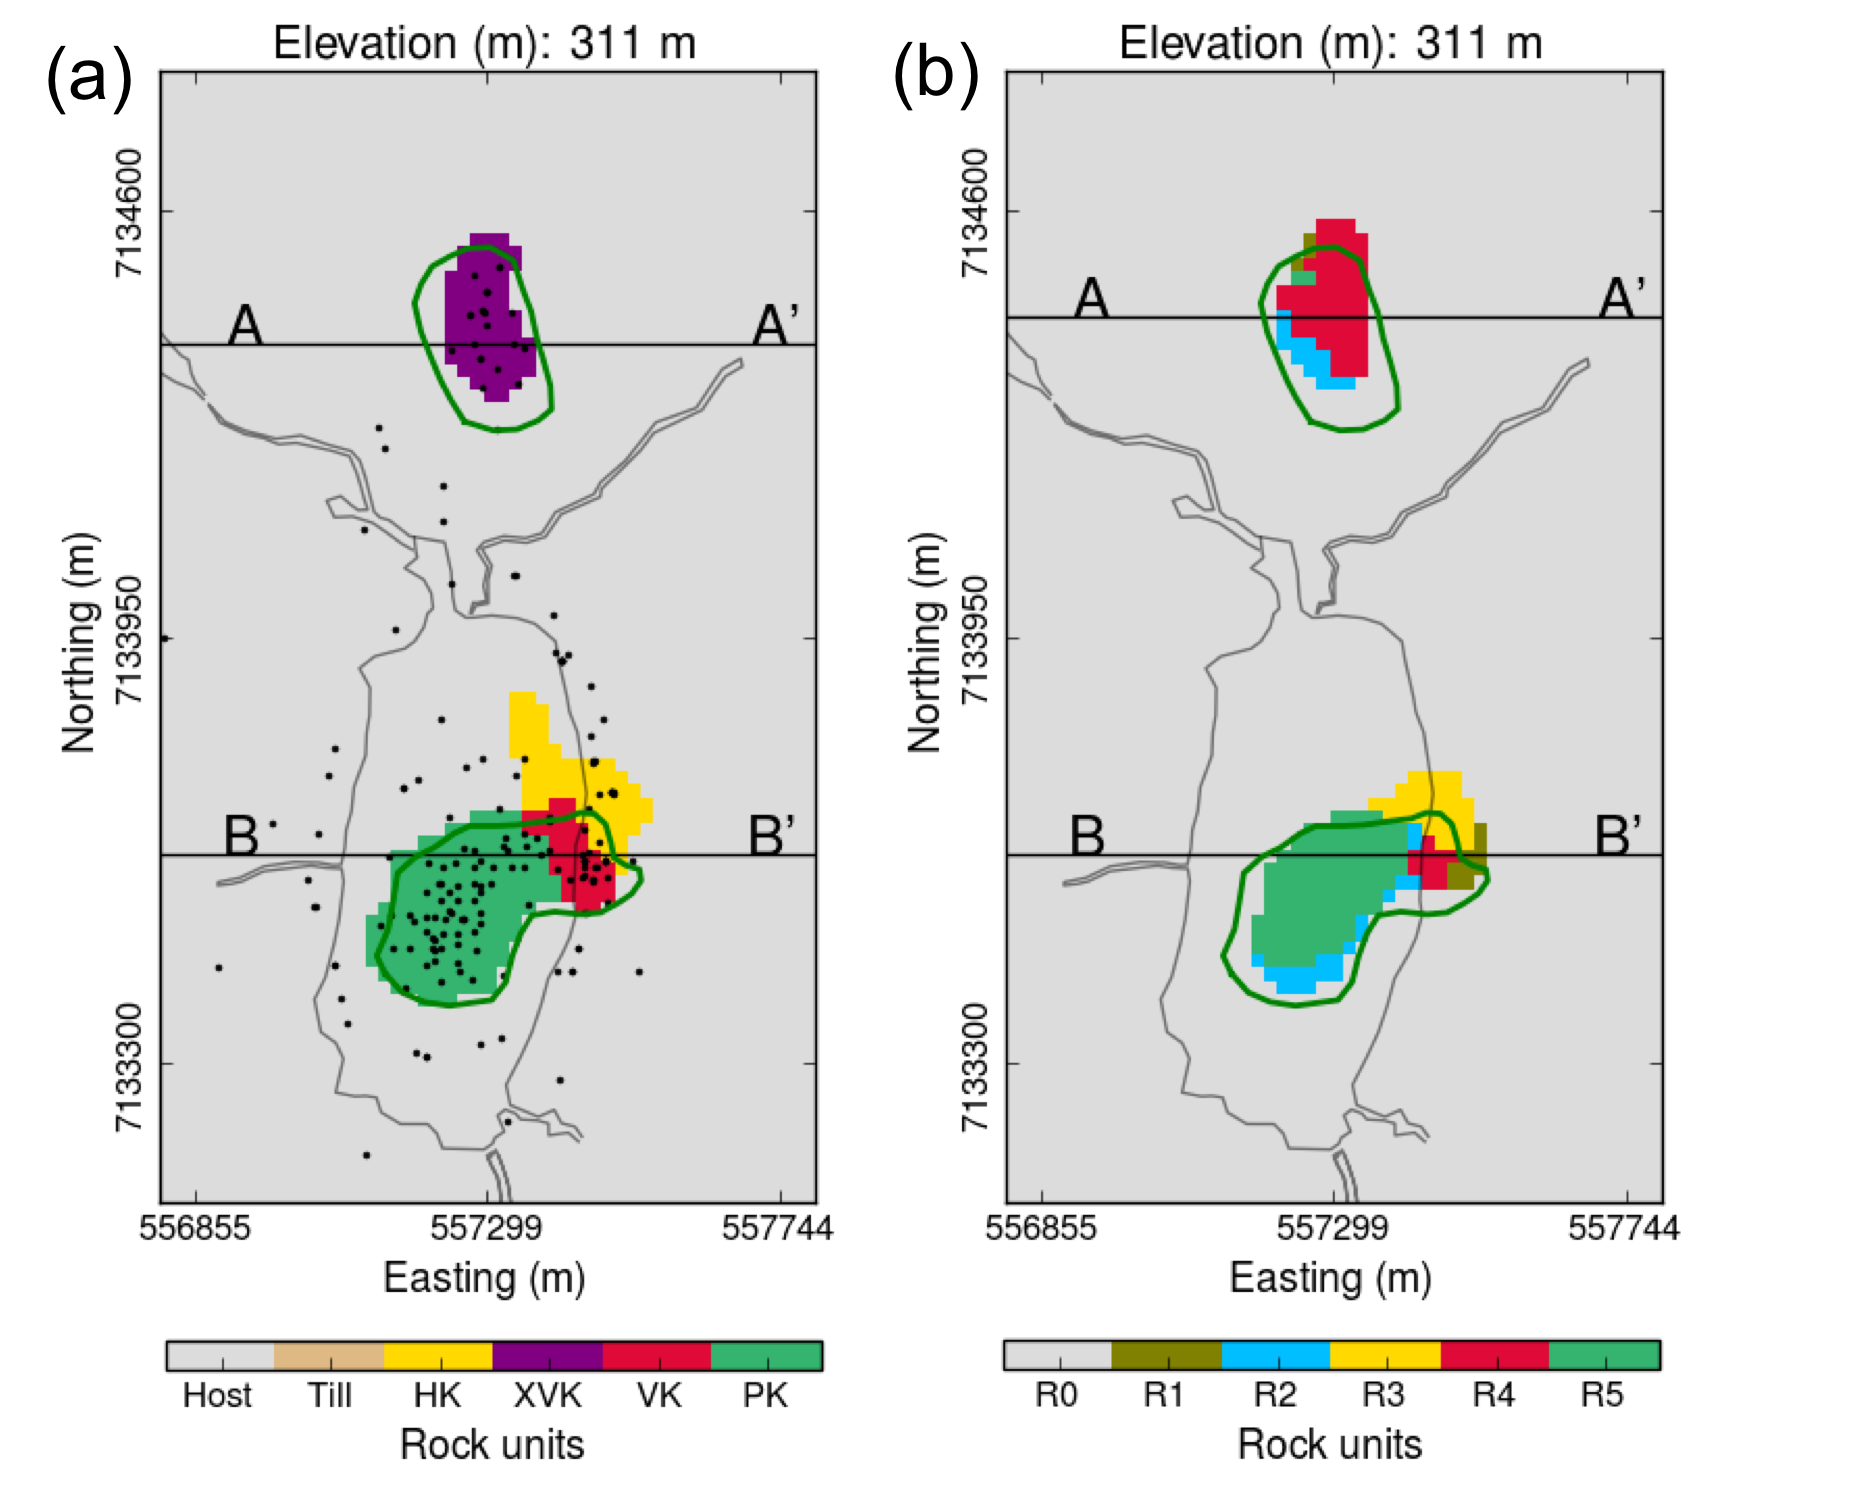 (a)
Elevation (m): 311 m
7134600
7133950
7133300
Northing (m)
A
A’
B
B’
556855
557299
557744
Easting (m)
Host
Till
HK
XVK
VK
PK
Rock units
(b)
Elevation (m): 311 m
7134600
7133950
7133300
Northing (m)
A
A’
B
B’
556855
557299
557744
Easting (m)
R0
R1
R2
R3
R4
R5
Rock units